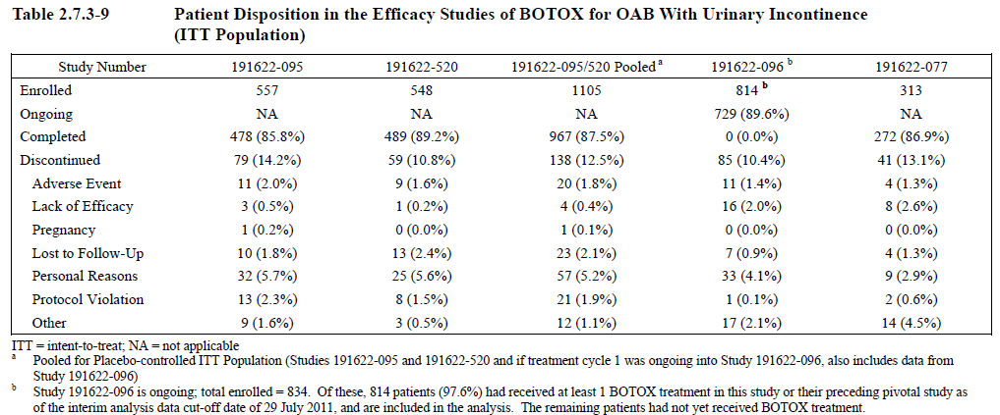 Table 2.7.3-9 Patient Disposition in the Efficacy Studies of BOTOX for OAB With Urinary Incontinence
(ITT Population)
Study Number 191622-095 191622-520 191622-095/520 Pooled a 191622-096 b 191622-077
Enrolled 557 548 1105 814 b 313
Ongoing NA NA NA 729 (89.6%) NA
Completed 478 (85.8%) 489 (89.2%) 967 (87.5%) 0 (0.0%) 272 (86.9%)
Discontinued 79 (14.2%) 59 (10.8%) 138 (12.5%) 85 (10.4%) 41 (13.1%)
Adverse Event 11 (2.0%) 9 (1.6%) 20 (1.8%) 11 (1.4%) 4 (1.3%)
Lack of Efficacy 3 (0.5%) 1 (0.2%) 4 (0.4%) 16 (2.0%) 8 (2.6%)
Pregnancy 1 (0.2%) 0 (0.0%) 1 (0.1%) 0 (0.0%) 0 (0.0%)
Lost to Follow-Up 10 (1.8%) 13 (2.4%) 23 (2.1%) 7 (0.9%) 4 (1.3%)
Personal Reasons 32 (5.7%) 25 (5.6%) 57 (5.2%) 33 (4.1%) 9 (2.9%)
Protocol Violation 13 (2.3%) 8 (1.5%) 21 (1.9%) 1 (0.1%) 2 (0.6%)
Other 9 (1.6%) 3 (0.5%) 12 (1.1%) 17 (2.1%) 14 (4.5%)
ITT = intent-to-treat; NA = not applicable
a Pooled for Placebo-controlled ITT Population (Studies 191622-095 and 191622-520 and if treatment cycle 1 was ongoing into Study 191622-096, also includes data from
Study 191622-096)
b Study 191622-096 is ongoing; total enrolled = 834. Of these, 814 patients (97.6%) had received at least 1 BOTOX treatment in this study or their preceding pivotal study as
of the interim analysis data cut-off date of 29 July 2011, and are included in the analysis. The remaining patients had not yet received BOTOX treatment.